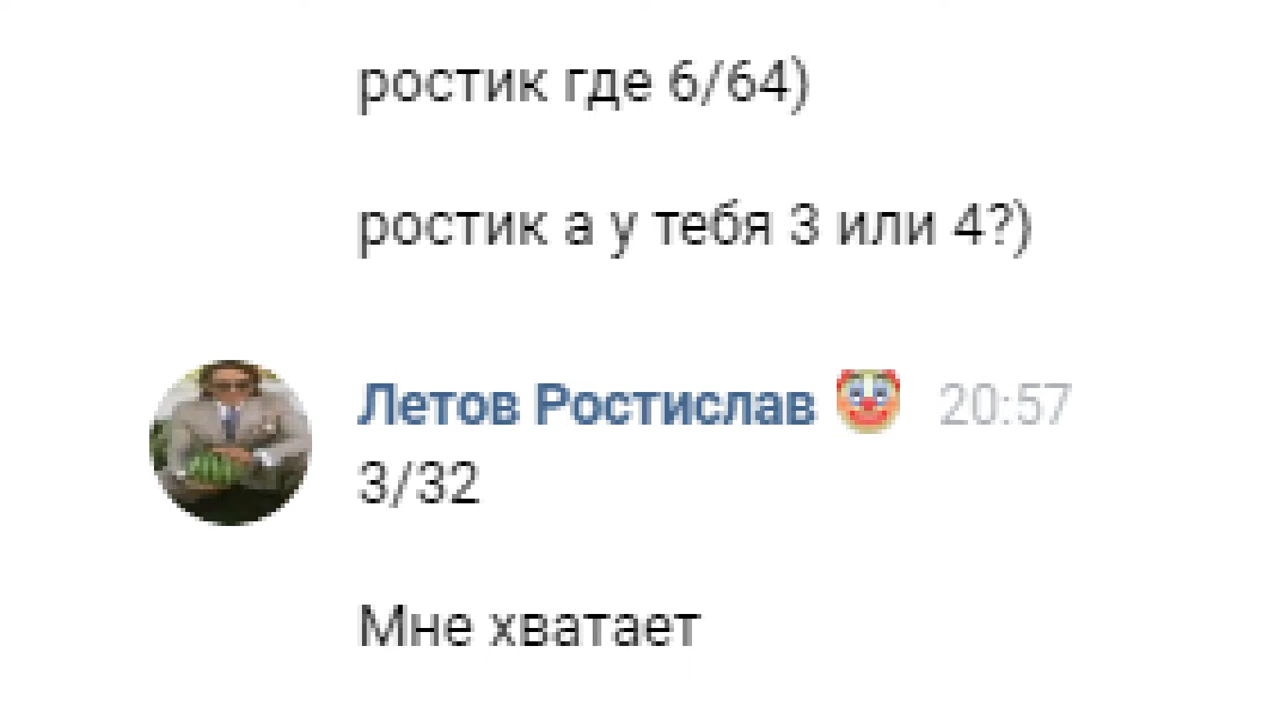 ростик где 6/64)
ростик а у тебя 3 или 4?)
Летов Ростислав 🤡 20:57
3/32
Мне хватает